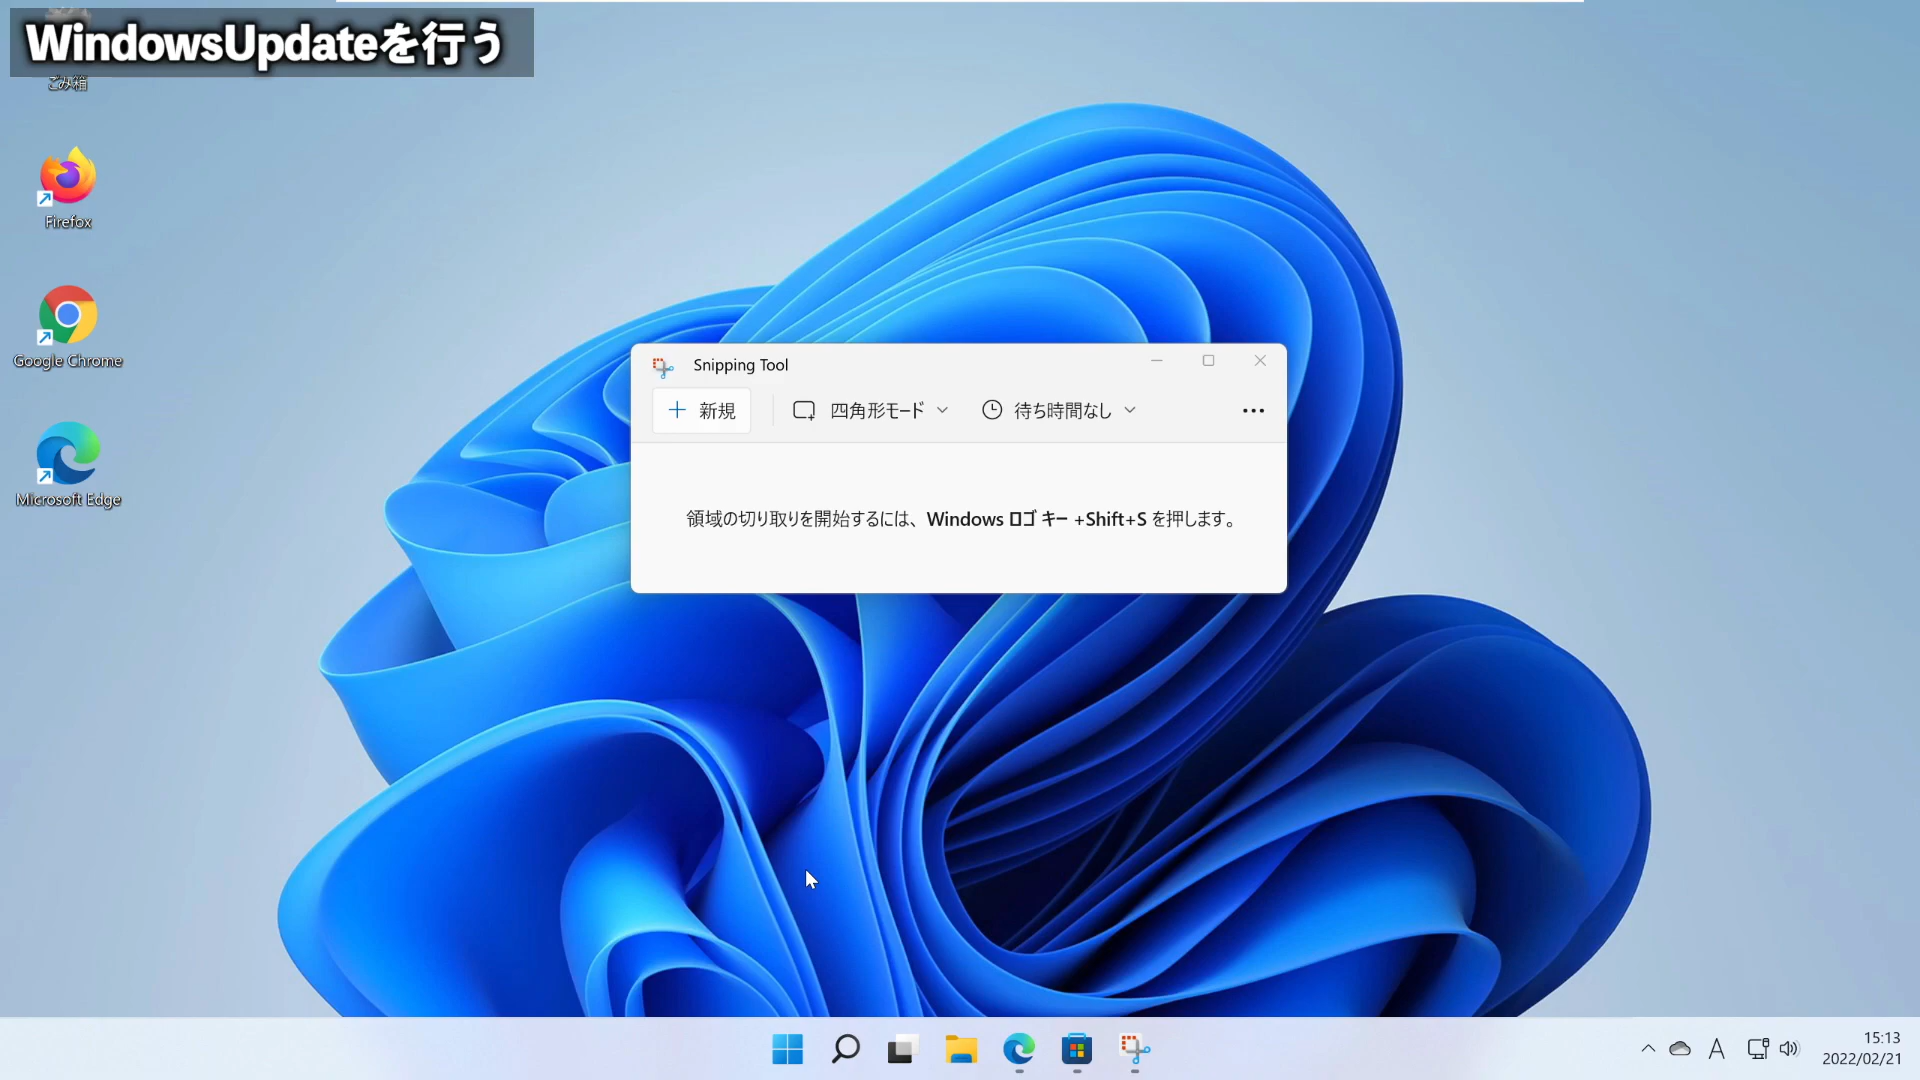 WindowsUpdateを行う
ごみ箱
Firefox
Google Chrome
Microsoft Edge
Snipping Tool
新規
四角形モード
待ち時間なし
領域の切り取りを開始するには、Windows ロゴ キー +Shift+S を押します。
A
15:13
2022/02/21